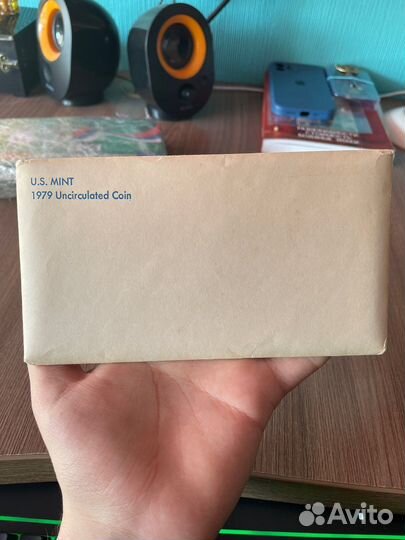 U.S. MINT
1979 Uncirculated Coin
Avito